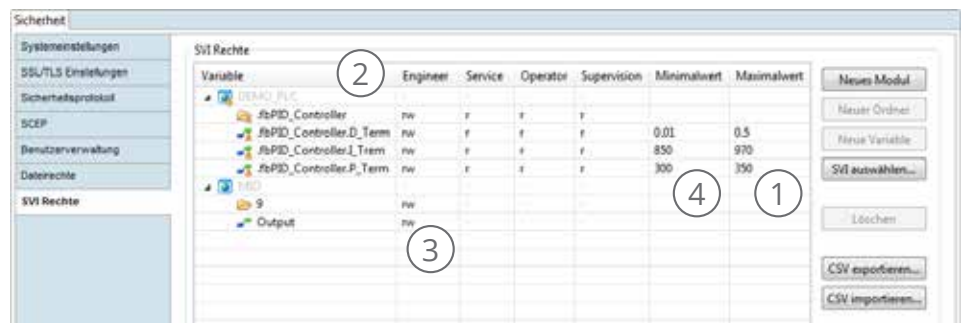 Sicherheit
Systemeinstellungen
SSL/TLS Einstellungen
Sicherheitsprotokoll
SCEP
Benutzerverwaltung
Dateirechte
SVI Rechte
SVI Rechte
Variable Engineer Service Operator Supervision Minimalwert Maximalwert
2
DEMO_PLC
.fbPID_Controller rw r r r
.fbPID_Controller.D_Term rw r r r 0.01 0.5
.fbPID_Controller.I_Trem rw r r r 850 970
.fbPID_Controller.P_Term rw r r r 300 350
4 1
MIO
9 rw
Output rw
3
Neues Modul
Neuer Ordner
Neue Variable
SVI auswählen...
Löschen
CSV exportieren...
CSV importieren...